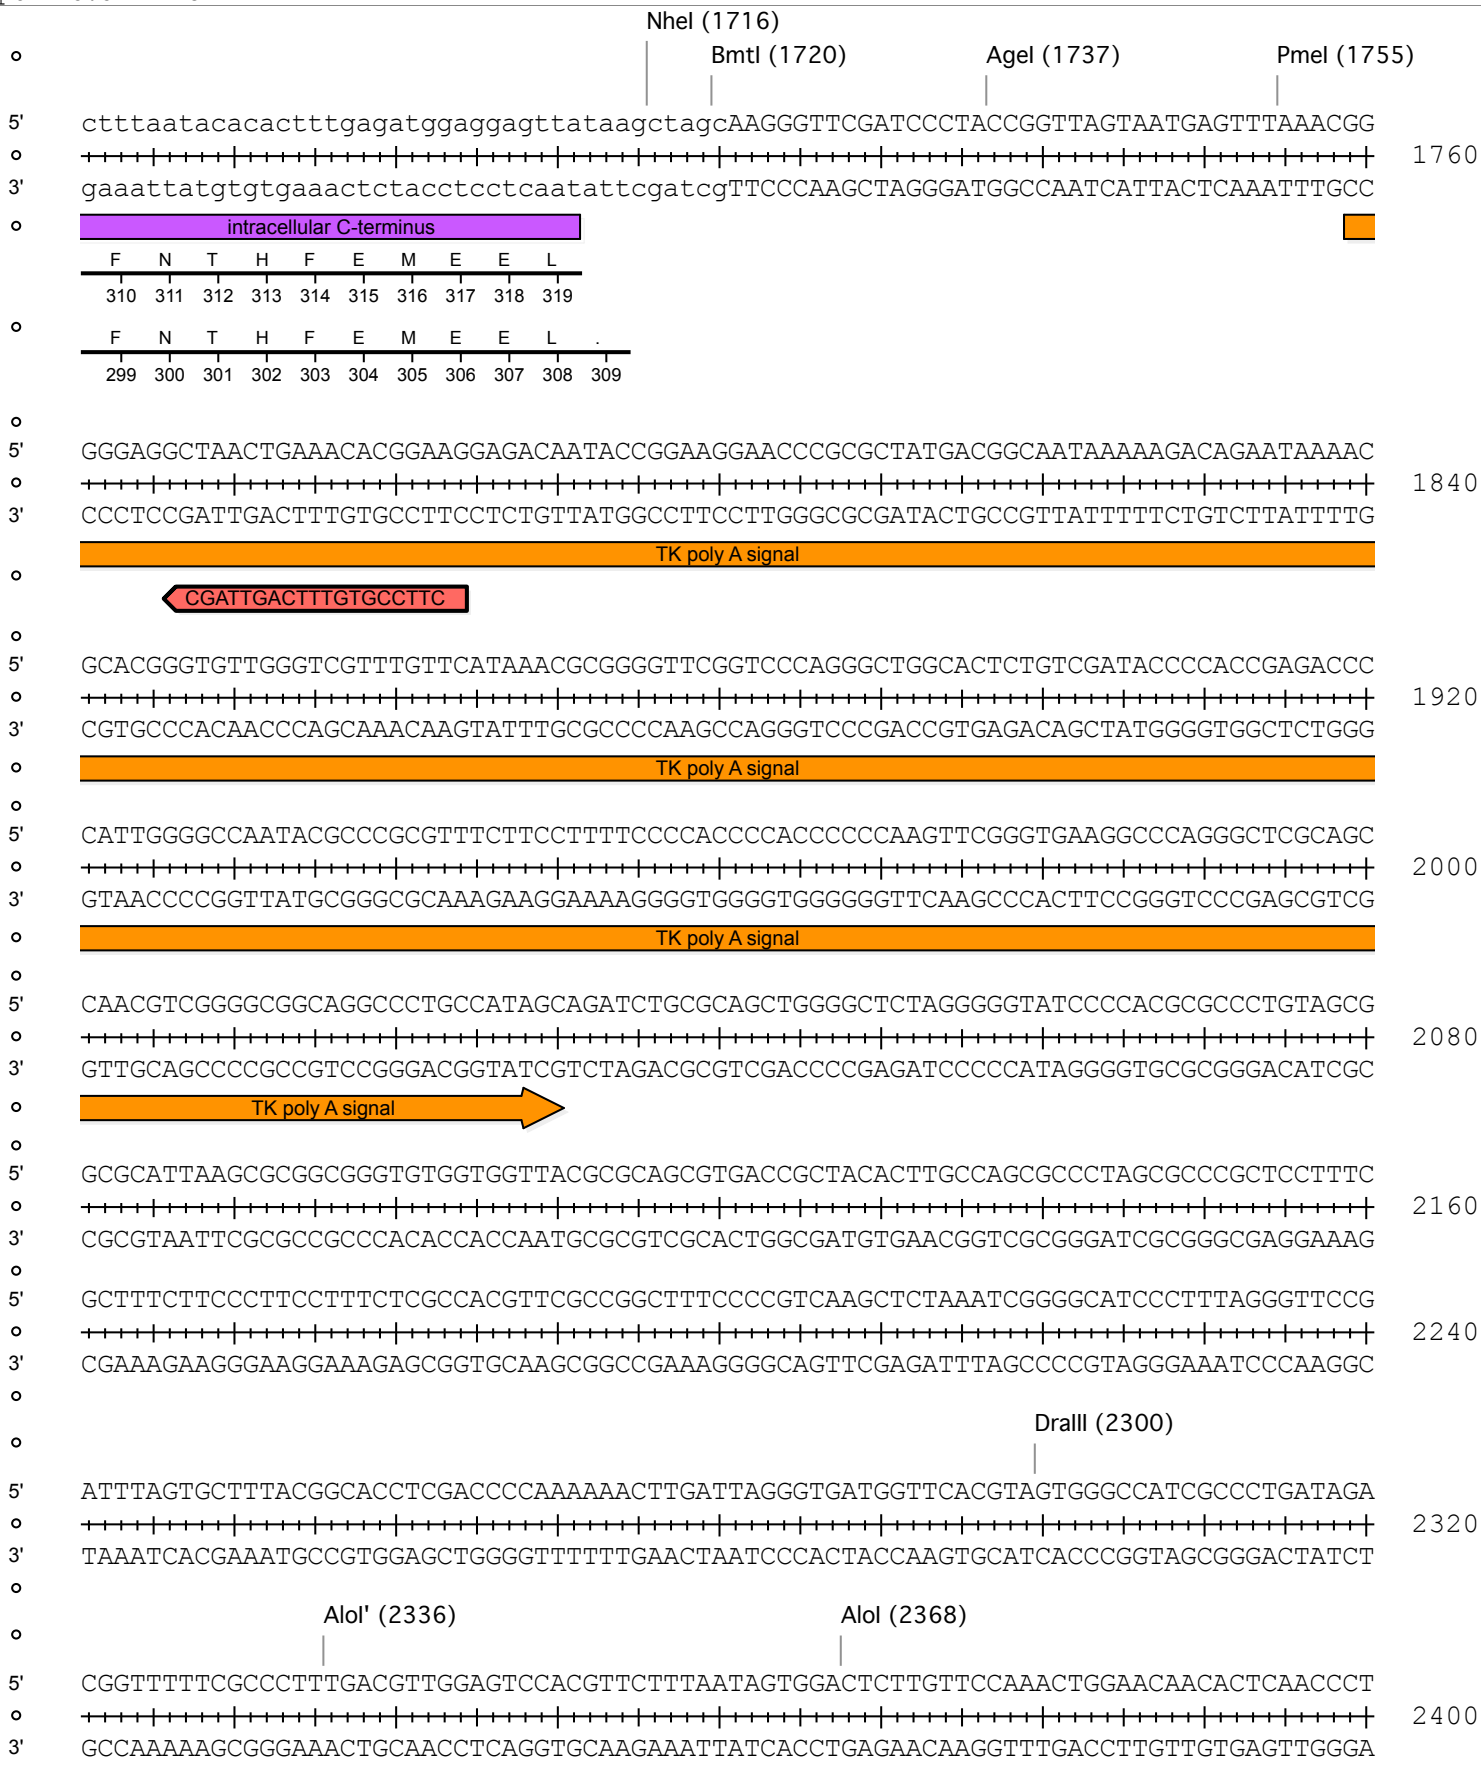 NheI (1716)
BmtI (1720) AgeI (1737) PmeI (1755)
5' ctttaatacacactttgagatggaggagttataagctagcAAGGGTTCGATCCCTACCGGTTAGTAATGAGTTTAAACGG
1760
3' gaaattatgtgtgaaactctacctcctcaatattcgatcgTTCCCAAGCTAGGGATGGCCAATCATTACTCAAATTTGCC
intracellular C-terminus
F N T H F E M E E L
310 311 312 313 314 315 316 317 318 319
F N T H F E M E E L .
299 300 301 302 303 304 305 306 307 308 309
5' GGGAGGCTAACTGAAACACGGAAGGAGACAATACCGGAAGGAACCCGCGCTATGACGGCAATAAAAAGACAGAATAAAAC
1840
3' CCCTCCGATTGACTTTGTGCCTTCCTCTGTTATGGCCTTCCTTGGGCGCGATACTGCCGTTATTTTTCTGTCTTATTTTG
TK poly A signal
CGATTGACTTTGTGCCTTC
5' GCACGGGTGTTGGGTCGTTTGTTCATAAACGCGGGGTTCGGTCCCAGGGCTGGCACTCTGTCGATACCCCACCGAGACCC
1920
3' CGTGCCCACAACCCAGCAAACAAGTATTTGCGCCCCAAGCCAGGGTCCCGACCGTGAGACAGCTATGGGGTGGCTCTGGG
TK poly A signal
5' CATTGGGGCCAATACGCCCGCGTTTCTTCCTTTTCCCCACCCCACCCCCCAAGTTCGGGTGAAGGCCCAGGGCTCGCAGC
2000
3' GTAACCCCGGTTATGCGGGCGCAAAGAAGGAAAAGGGGTGGGGTGGGGGGTTCAAGCCCACTTCCGGGTCCCGAGCGTCG
TK poly A signal
5' CAACGTCGGGGCGGCAGGCCCTGCCATAGCAGATCTGCGCAGCTGGGGCTCTAGGGGGTATCCCCACGCGCCCTGTAGCG
2080
3' GTTGCAGCCCCGCCGTCCGGGACGGTATCGTCTAGACGCGTCGACCCCGAGATCCCCCATAGGGGTGCGCGGGACATCGC
TK poly A signal
5' GCGCATTAAGCGCGGCGGGTGTGGTGGTTACGCGCAGCGTGACCGCTACACTTGCCAGCGCCCTAGCGCCCGCTCCTTTC
2160
3' CGCGTAATTCGCGCCGCCCACACCACCAATGCGCGTCGCACTGGCGATGTGAACGGTCGCGGGATCGCGGGCGAGGAAAG
5' GCTTTCTTCCCTTCCTTTCTCGCCACGTTCGCCGGCTTTCCCCGTCAAGCTCTAAATCGGGGCATCCCTTTAGGGTTCCG
2240
3' CGAAAGAAGGGAAGGAAAGAGCGGTGCAAGCGGCCGAAAGGGGCAGTTCGAGATTTAGCCCCGTAGGGAAATCCCAAGGC
DraIII (2300)
5' ATTTAGTGCTTTACGGCACCTCGACCCCAAAAAACTTGATTAGGGTGATGGTTCACGTAGTGGGCCATCGCCCTGATAGA
2320
3' TAAATCACGAAATGCCGTGGAGCTGGGGTTTTTTGAACTAATCCCACTACCAAGTGCATCACCCGGTAGCGGGACTATCT
AloI' (2336) AloI (2368)
5' CGGTTTTTCGCCCTTTGACGTTGGAGTCCACGTTCTTTAATAGTGGACTCTTGTTCCAAACTGGAACAACACTCAACCCT
2400
3' GCCAAAAAGCGGGAAACTGCAACCTCAGGTGCAAGAAATTATCACCTGAGAACAAGGTTTGACCTTGTTGTGAGTTGGGA